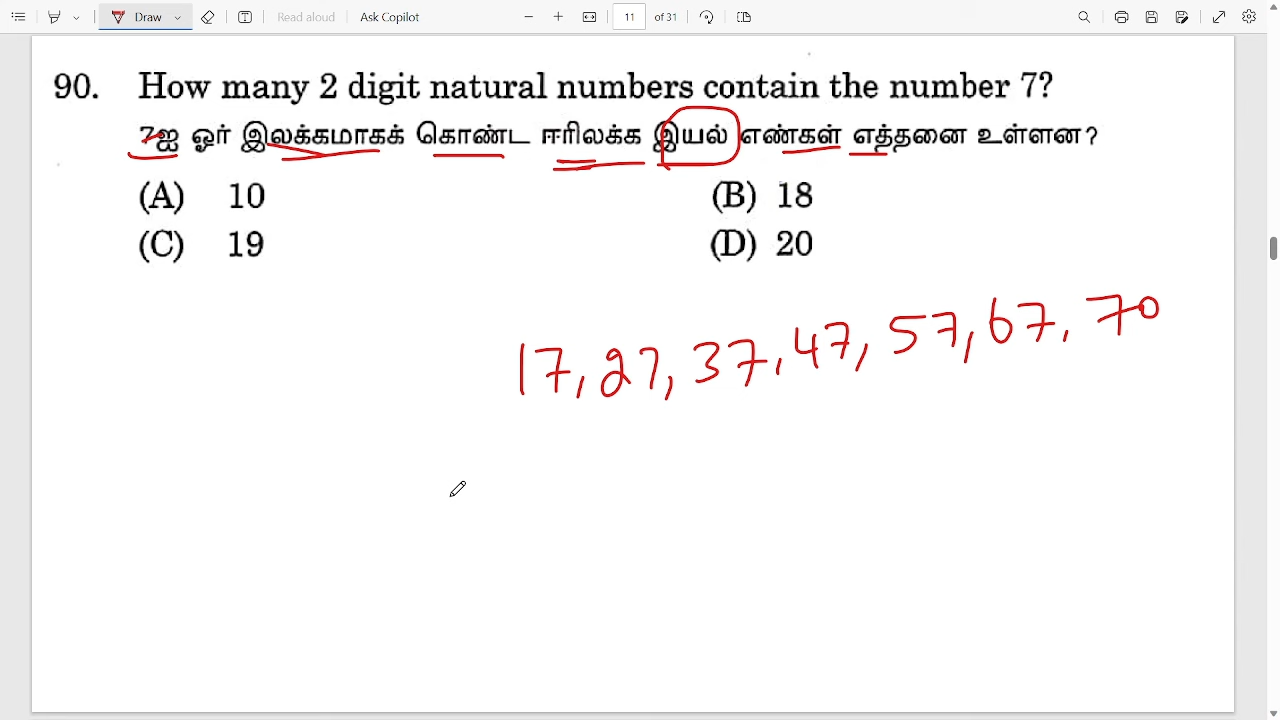 Draw Read aloud Ask Copilot 11 of 31
90. How many 2 digit natural numbers contain the number 7?
7ஐ ஓர் இலக்கமாகக் கொண்ட ஈரிலக்க இயல் எண்கள் எத்தனை உள்ளன?
(A) 10 (B) 18
(C) 19 (D) 20
17, 27, 37, 47, 57, 67, 70